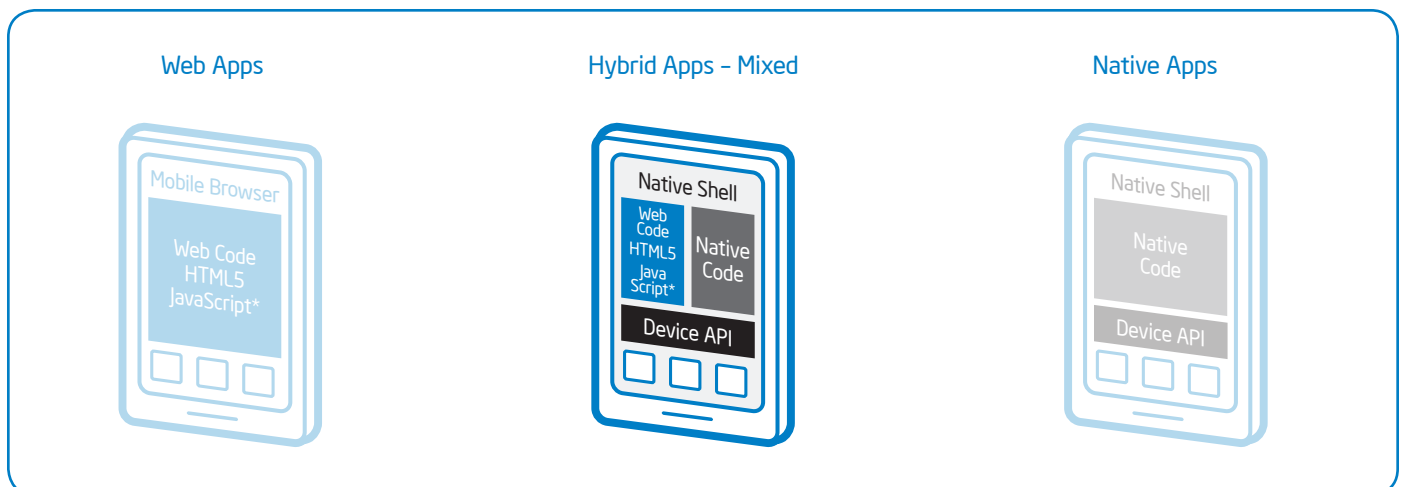 Web Apps
Hybrid Apps – Mixed
Native Apps
Mobile Browser
Web Code
HTML5
JavaScript*
Native Shell
Web
Code
HTML5
Java
Script*
Native
Code
Device API
Native Shell
Native
Code
Device API